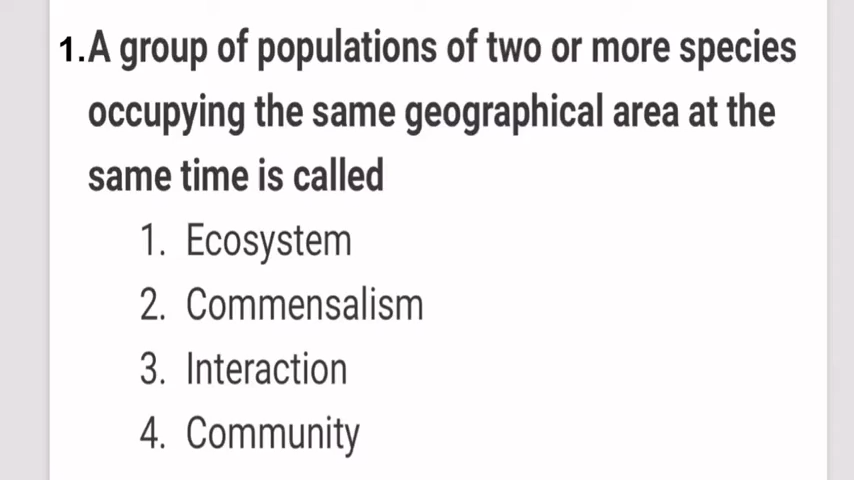 1.A group of populations of two or more species
occupying the same geographical area at the
same time is called
1. Ecosystem
2. Commensalism
3. Interaction
4. Community